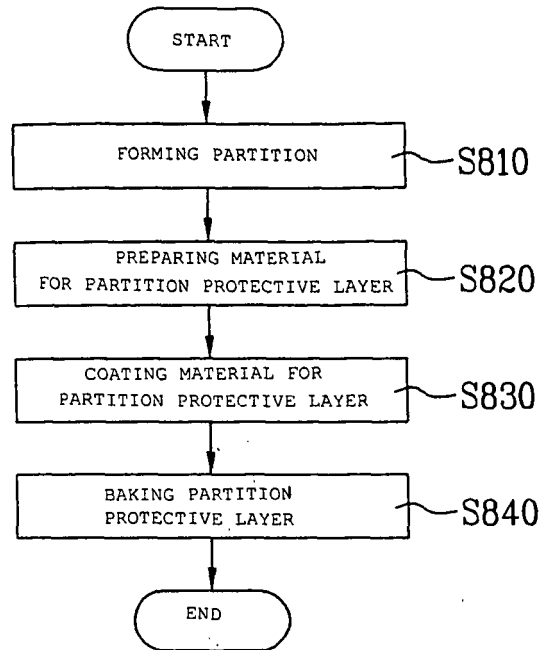 START
FORMING PARTITION
S810
PREPARING MATERIAL
FOR PARTITION PROTECTIVE LAYER
S820
COATING MATERIAL FOR
PARTITION PROTECTIVE LAYER
S830
BAKING PARTITION
PROTECTIVE LAYER
S840
END